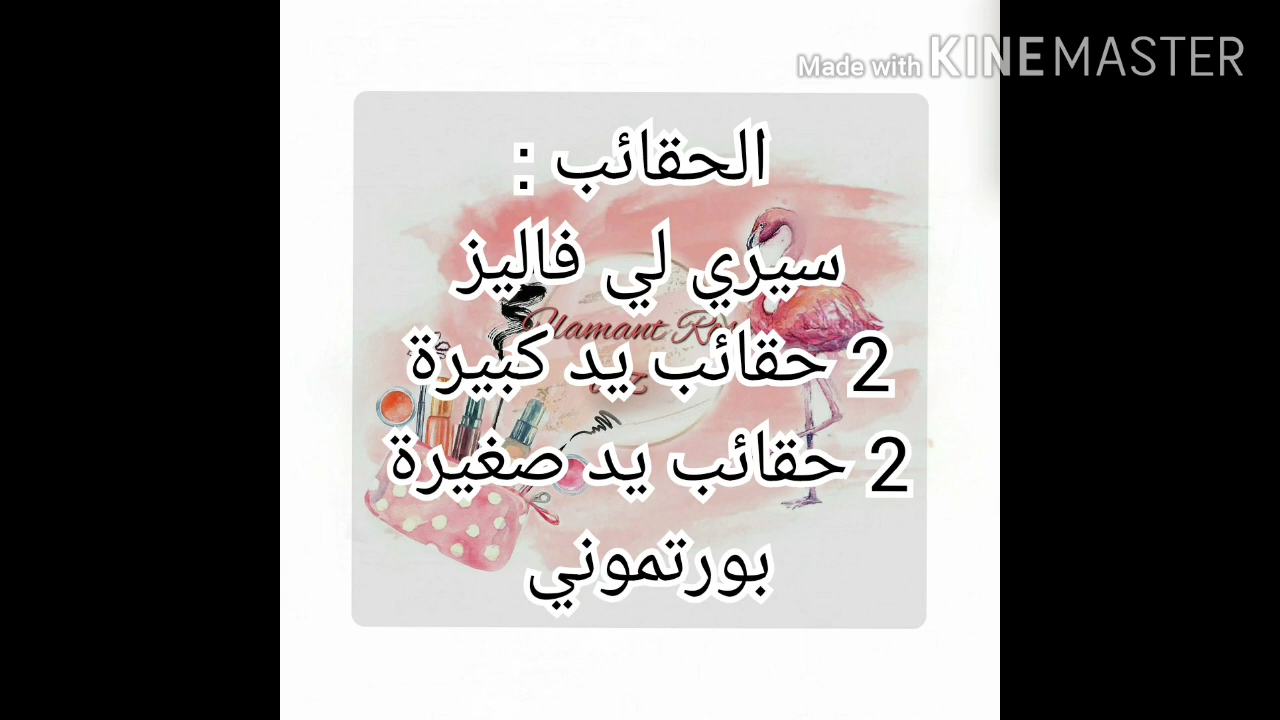 Made with KINEMASTER
الحقائب :
سيري لي فاليز
2 حقائب يد كبيرة
2 حقائب يد صغيرة
بورتموني